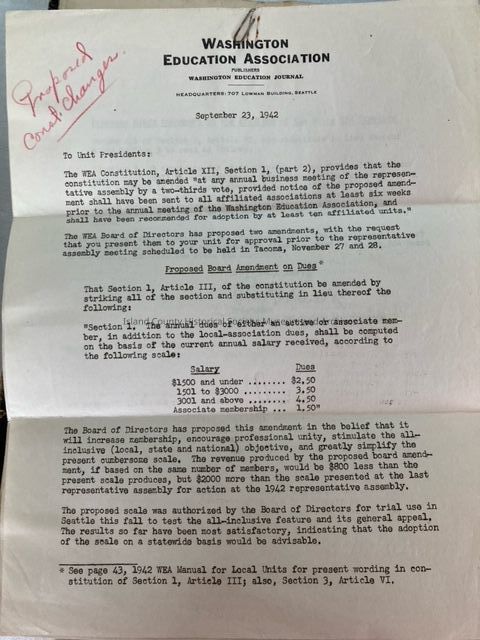 Proposed
Const. Changes.
WASHINGTON
EDUCATION ASSOCIATION
PUBLISHERS
WASHINGTON EDUCATION JOURNAL
HEADQUARTERS: 707 LOWMAN BUILDING, SEATTLE
September 23, 1942
To Unit Presidents:
The WEA Constitution, Article XII, Section 1, (part 2), provides that the
constitution may be amended "at any annual business meeting of the represen-
tative assembly by a two-thirds vote, provided notice of the proposed amend-
ment shall have been sent to all affiliated associations at least six weeks
prior to the annual meeting of the Washington Education Association, and
shall have been recommended for adoption by at least ten affiliated units."
The WEA Board of Directors has proposed two amendments, with the request
that you present them to your unit for approval prior to the representative
assembly meeting scheduled to be held in Tacoma, November 27 and 28.
Proposed Board Amendment on Dues*
That Section 1, Article III, of the constitution be amended by
striking all of the section and substituting in lieu thereof the
following:
Island County Historical Society
"Section 1. The annual dues of either an active or associate mem-
ber, in addition to the local-association dues, shall be computed
on the basis of the current annual salary received, according to
the following scale:
Salary Dues
$1500 and under ........ $2.50
1501 to $3000 .......... 3.50
3001 and above ......... 4.50
Associate membership ... 1.50"
The Board of Directors has proposed this amendment in the belief that it
will increase membership, encourage professional unity, stimulate the all-
inclusive (local, state and national) objective, and greatly simplify the
present cumbersome scale. The revenue produced by the proposed board amend-
ment, if based on the same number of members, would be $800 less than the
present scale produces, but $2000 more than the scale presented at the last
representative assembly for action at the 1942 representative assembly.
The proposed scale was authorized by the Board of Directors for trial use in
Seattle this fall to test the all-inclusive feature and its general appeal.
The results so far have been most satisfactory, indicating that the adoption
of the scale on a statewide basis would be advisable.
* See page 43, 1942 WEA Manual for Local Units for present wording in con-
stitution of Section 1, Article III; also, Section 3, Article VI.